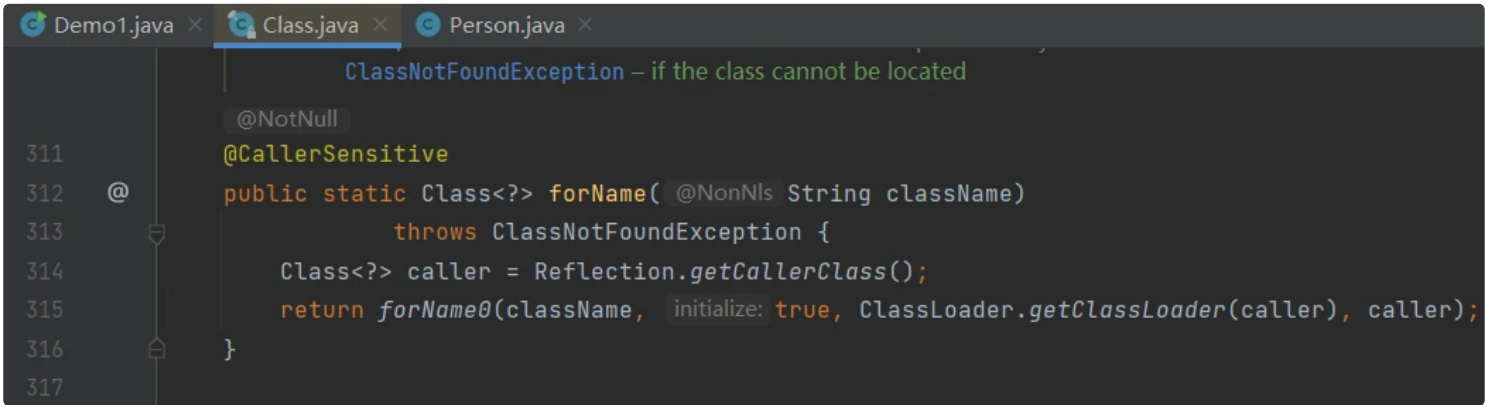 Demo1.java × Class.java × Person.java ×
ClassNotFoundException – if the class cannot be located
@NotNull
311 @CallerSensitive
312 @ public static Class<?> forName( @NonNls String className)
313 throws ClassNotFoundException {
314 Class<?> caller = Reflection.getCallerClass();
315 return forName0(className, initialize: true, ClassLoader.getClassLoader(caller), caller);
316 }
317